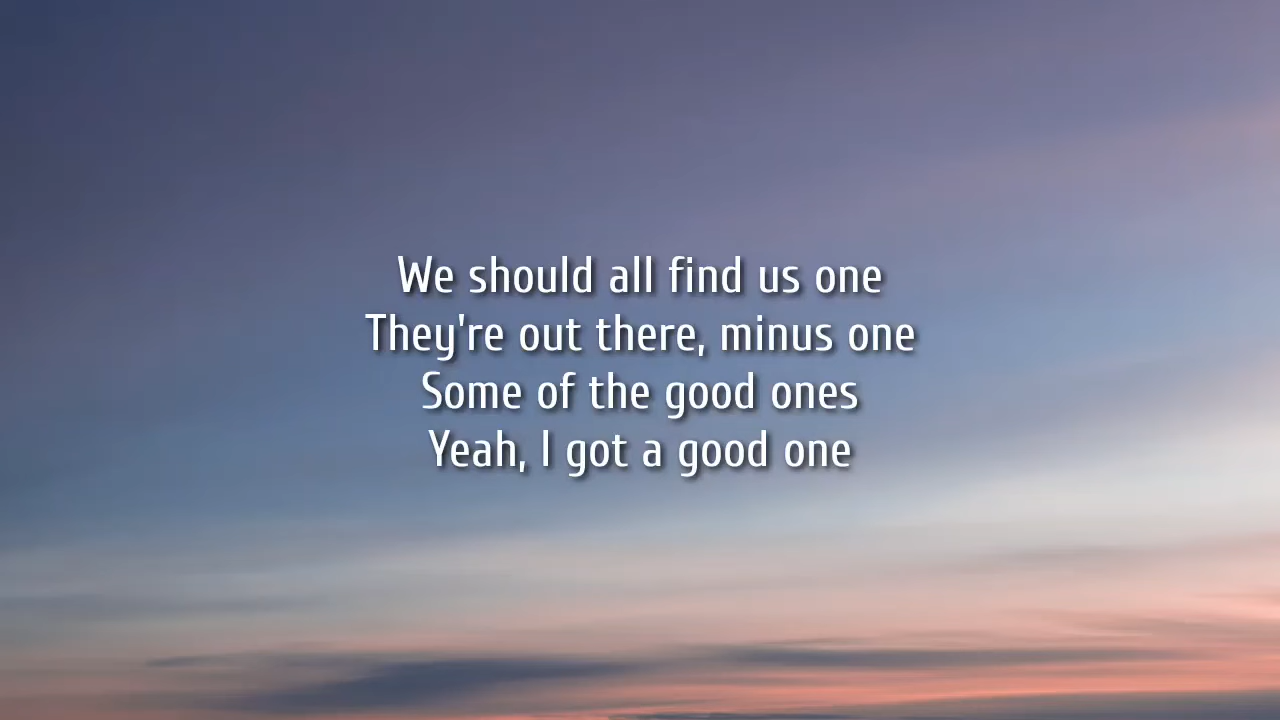 We should all find us one
They're out there, minus one
Some of the good ones
Yeah, I got a good one